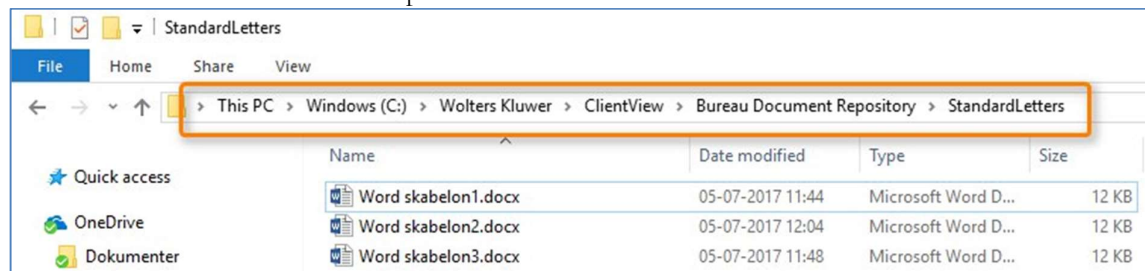 StandardLetters
File Home Share View
This PC > Windows (C:) > Wolters Kluwer > ClientView > Bureau Document Repository > StandardLetters
Name Date modified Type Size
Quick access
Word skabelon1.docx 05-07-2017 11:44 Microsoft Word D... 12 KB
OneDrive
Word skabelon2.docx 05-07-2017 12:04 Microsoft Word D... 12 KB
Dokumenter
Word skabelon3.docx 05-07-2017 11:48 Microsoft Word D... 12 KB